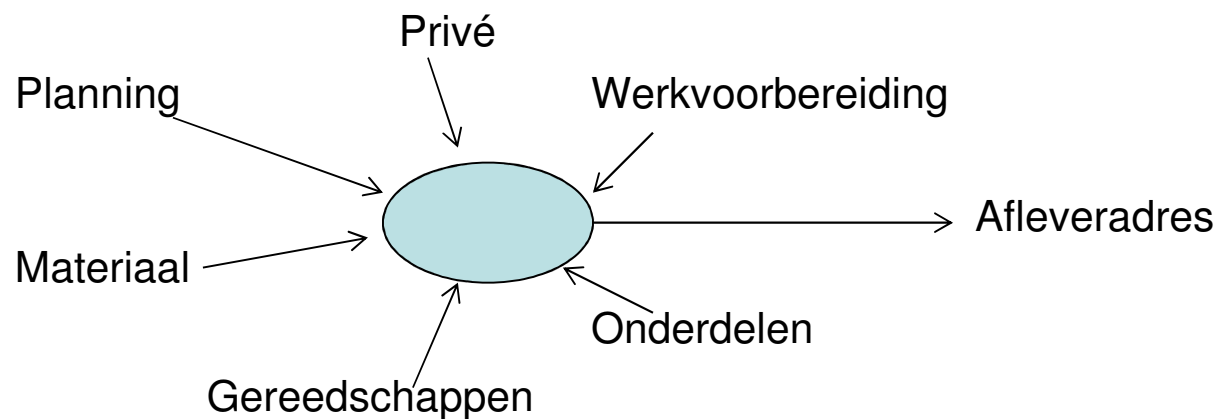 Privé
Planning
Werkvoorbereiding
Afleveradres
Materiaal
Onderdelen
Gereedschappen